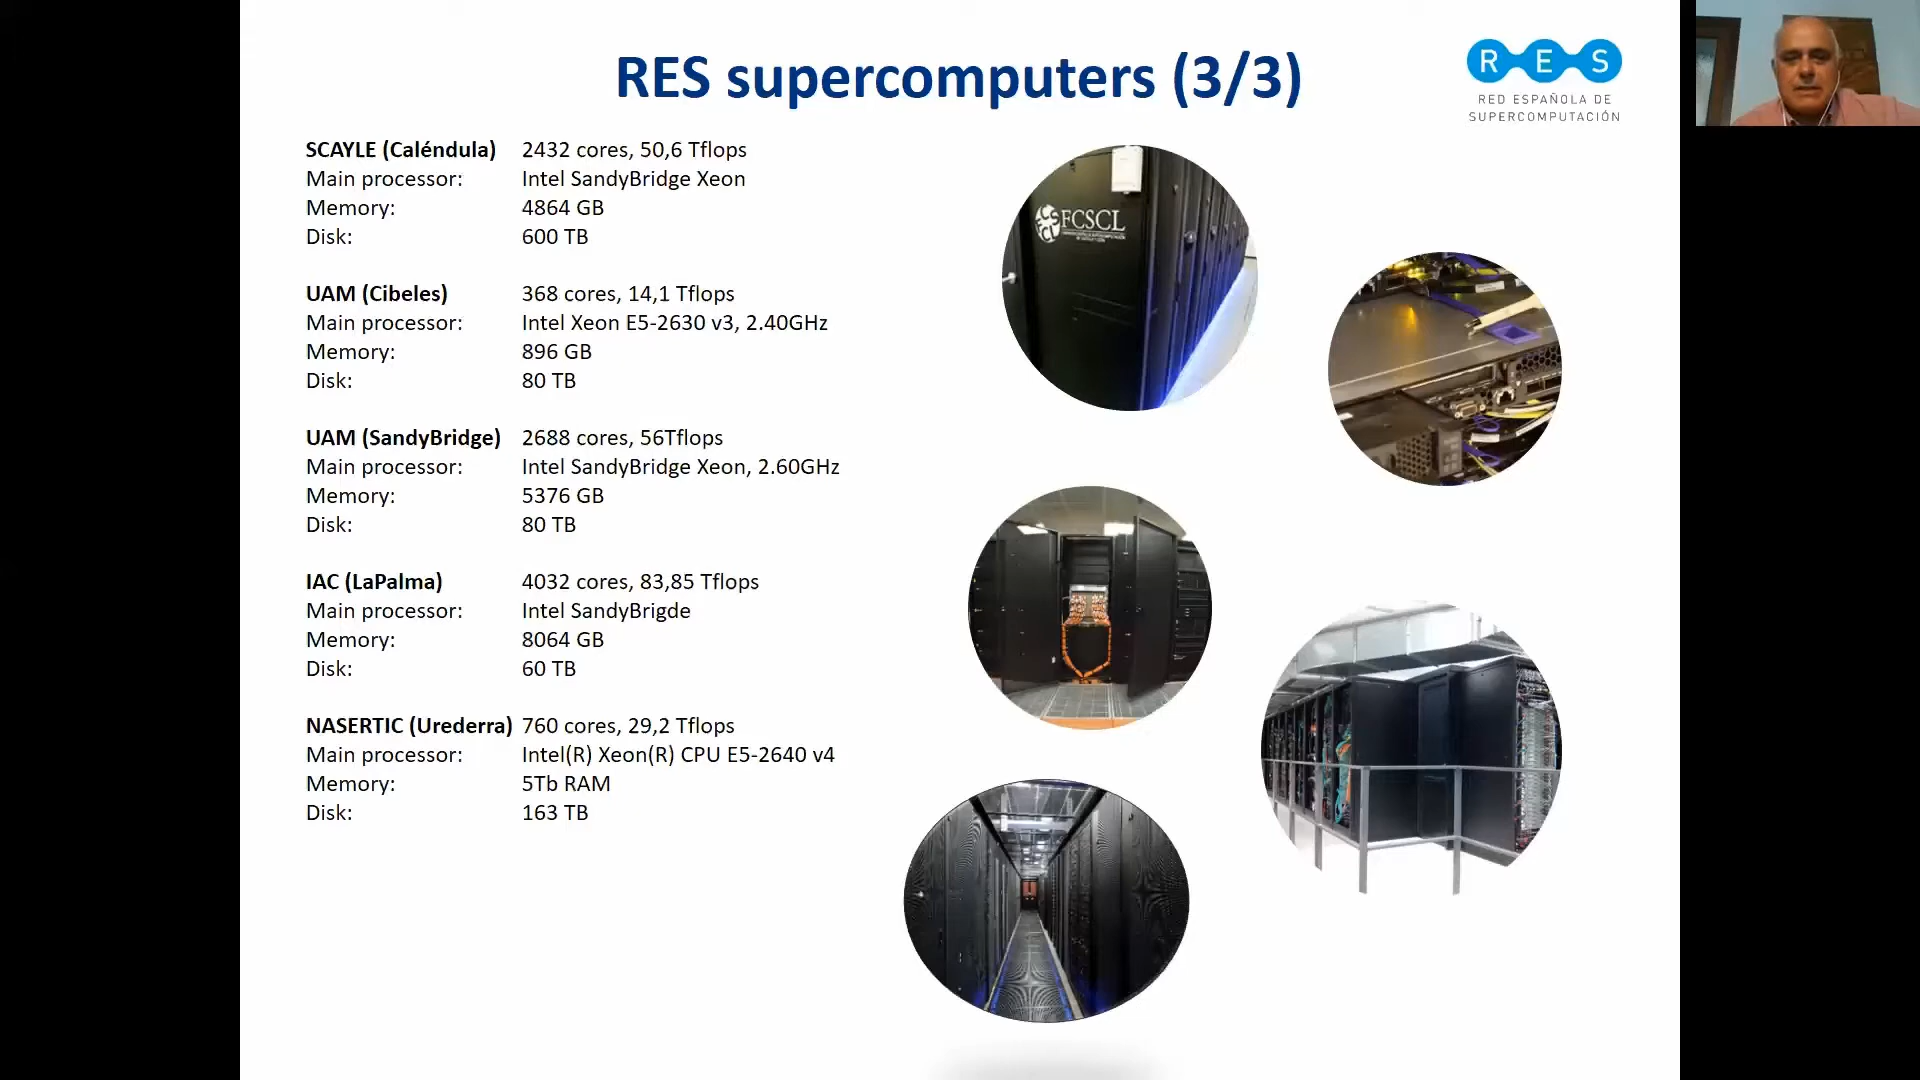 RES supercomputers (3/3)
RES
RED ESPAÑOLA DE
SUPERCOMPUTACIÓN
SCAYLE (Caléndula) 2432 cores, 50,6 Tflops
Main processor: Intel SandyBridge Xeon
Memory: 4864 GB
Disk: 600 TB
UAM (Cibeles) 368 cores, 14,1 Tflops
Main processor: Intel Xeon E5-2630 v3, 2.40GHz
Memory: 896 GB
Disk: 80 TB
UAM (SandyBridge) 2688 cores, 56Tflops
Main processor: Intel SandyBridge Xeon, 2.60GHz
Memory: 5376 GB
Disk: 80 TB
IAC (LaPalma) 4032 cores, 83,85 Tflops
Main processor: Intel SandyBrigde
Memory: 8064 GB
Disk: 60 TB
NASERTIC (Urederra) 760 cores, 29,2 Tflops
Main processor: Intel(R) Xeon(R) CPU E5-2640 v4
Memory: 5Tb RAM
Disk: 163 TB
FCSCL